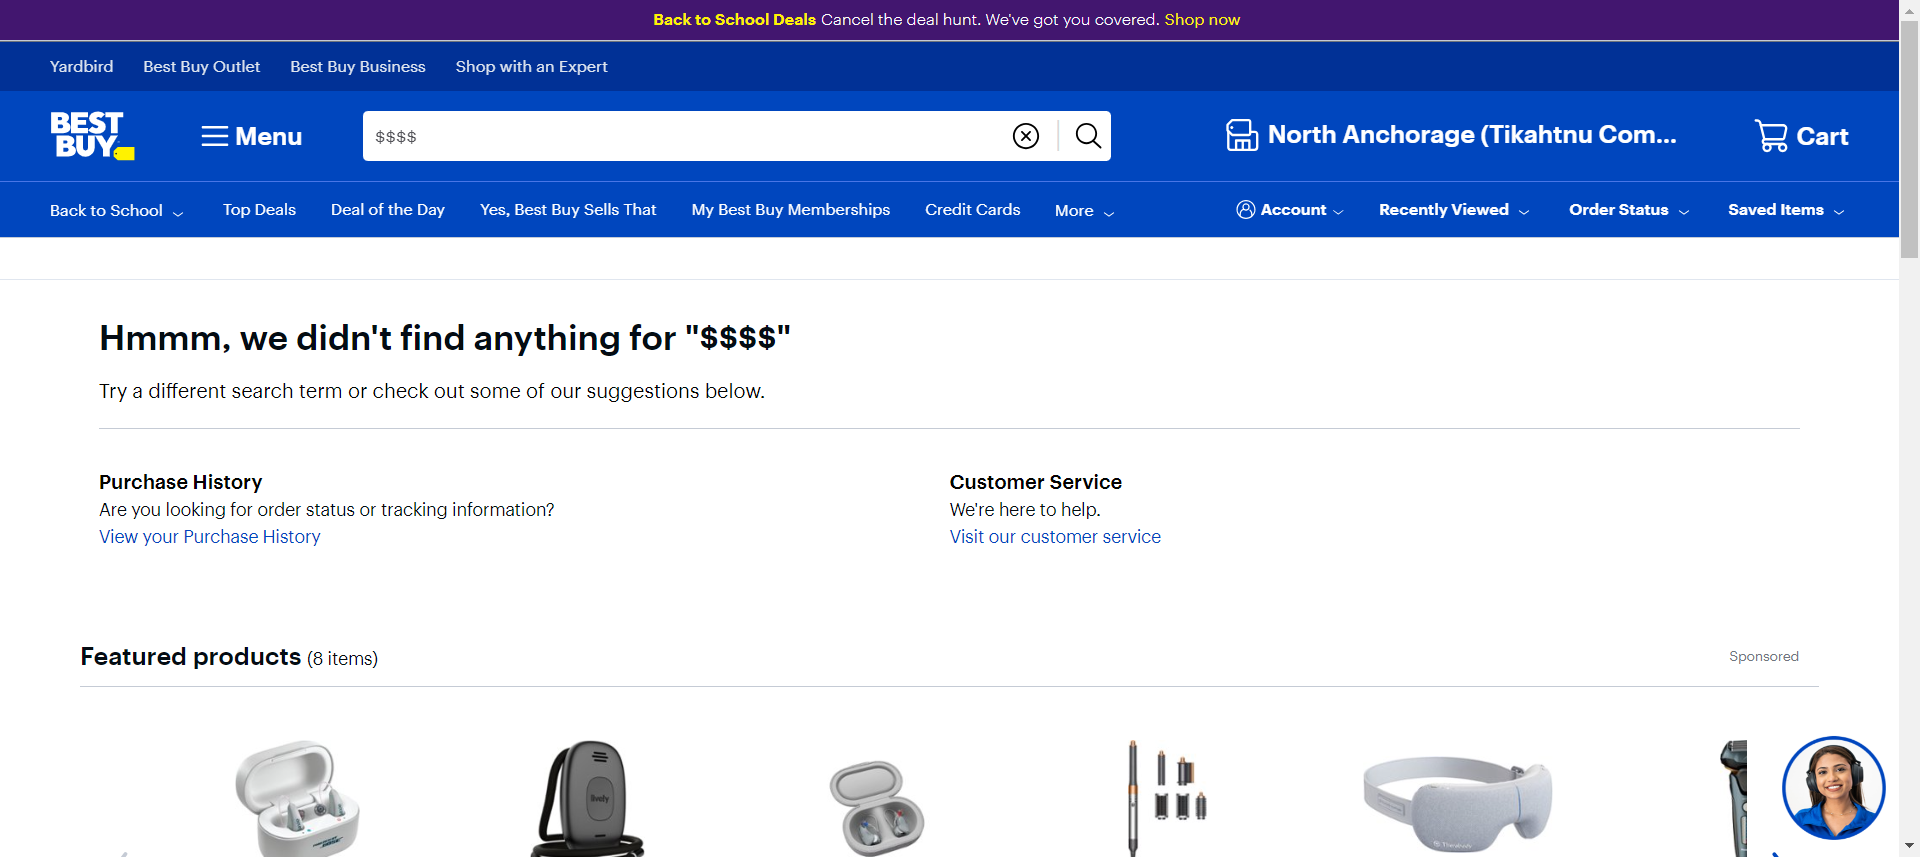 Back to School Deals Cancel the deal hunt. We've got you covered. Shop now
Yardbird Best Buy Outlet Best Buy Business Shop with an Expert
BEST
BUY
Menu
$$$$
North Anchorage (Tikahtnu Com...
Cart
Back to School Top Deals Deal of the Day Yes, Best Buy Sells That My Best Buy Memberships Credit Cards More Account Recently Viewed Order Status Saved Items
Hmmm, we didn't find anything for "$$$$"
Try a different search term or check out some of our suggestions below.
Purchase History
Are you looking for order status or tracking information?
View your Purchase History
Customer Service
We're here to help.
Visit our customer service
Featured products (8 items)
Sponsored
lively
Therabody